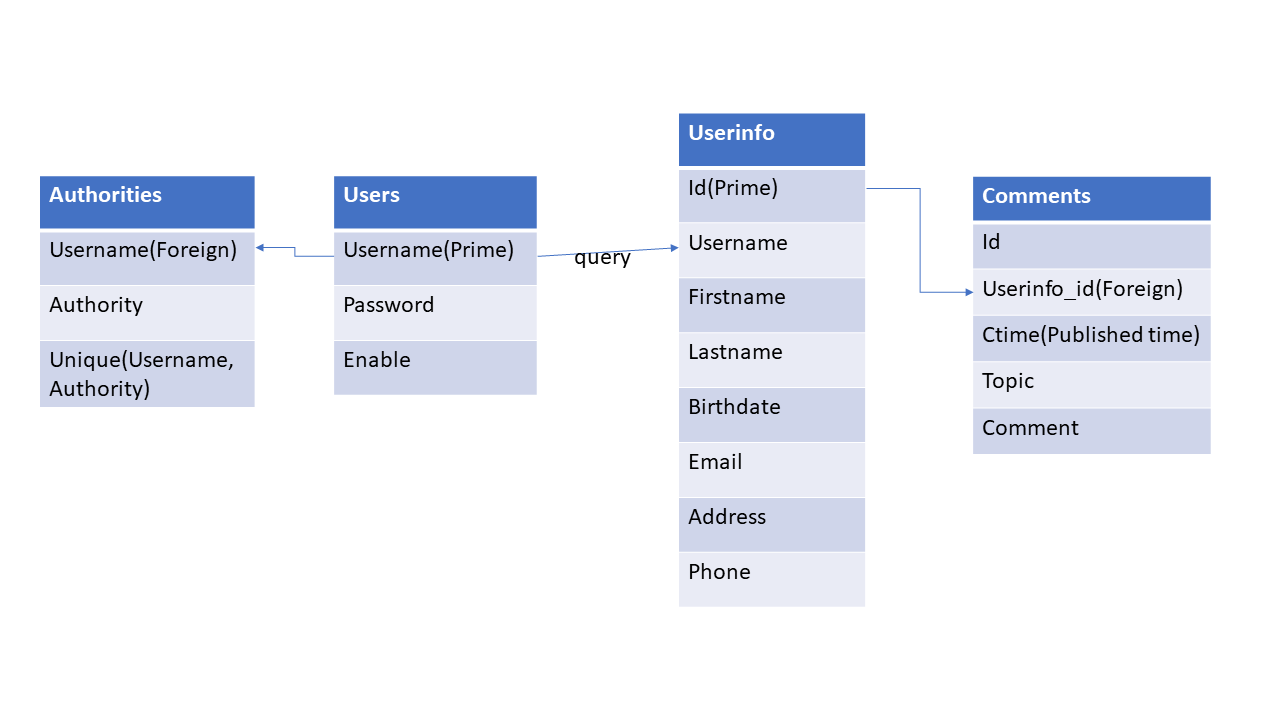 Authorities
Username(Foreign)
Authority
Unique(Username,
Authority)
Users
Username(Prime)
Password
Enable
query
Userinfo
Id(Prime)
Username
Firstname
Lastname
Birthdate
Email
Address
Phone
Comments
Id
Userinfo_id(Foreign)
Ctime(Published time)
Topic
Comment